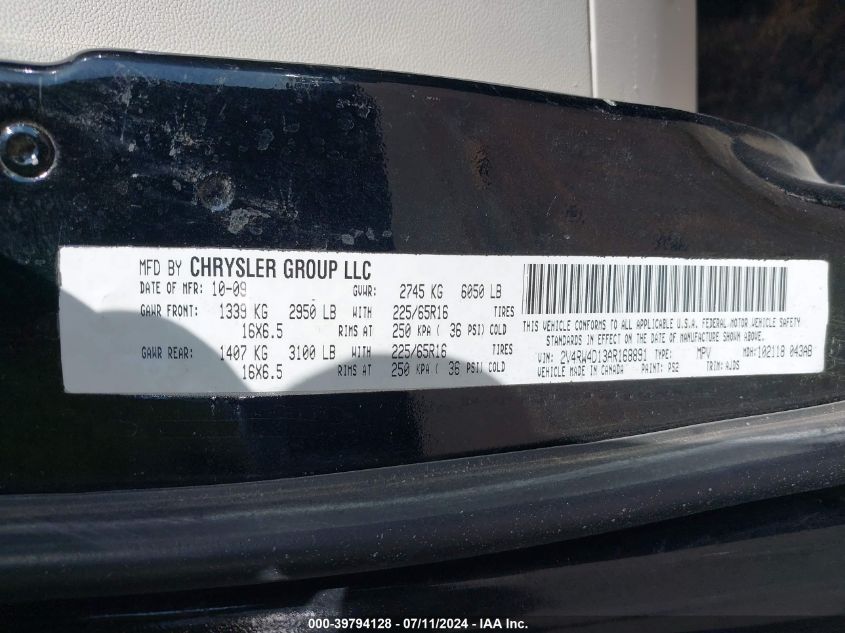 MFD BY CHRYSLER GROUP LLC
DATE OF MFR: 10-09 GVWR: 2745 KG 6050 LB
GAWR FRONT: 1339 KG 2950 LB WITH 225/65R16 TIRES
16X6.5 RIMS AT 250 KPA ( 36 PSI) COLD
GAWR REAR: 1407 KG 3100 LB WITH 225/65R16 TIRES
16X6.5 RIMS AT 250 KPA ( 36 PSI) COLD
THIS VEHICLE CONFORMS TO ALL APPLICABLE U.S.A. FEDERAL MOTOR VEHICLE SAFETY
STANDARDS IN EFFECT ON THE DATE OF MANUFACTURE SHOWN ABOVE.
VIN: 2V4RW4D13AR168891 TYPE: MPV MDH: 102118 043AB
VEHICLE MADE IN CANADA PAINT: PS2 TRIM: AJDS
000-39794128 - 07/11/2024 - IAA Inc.